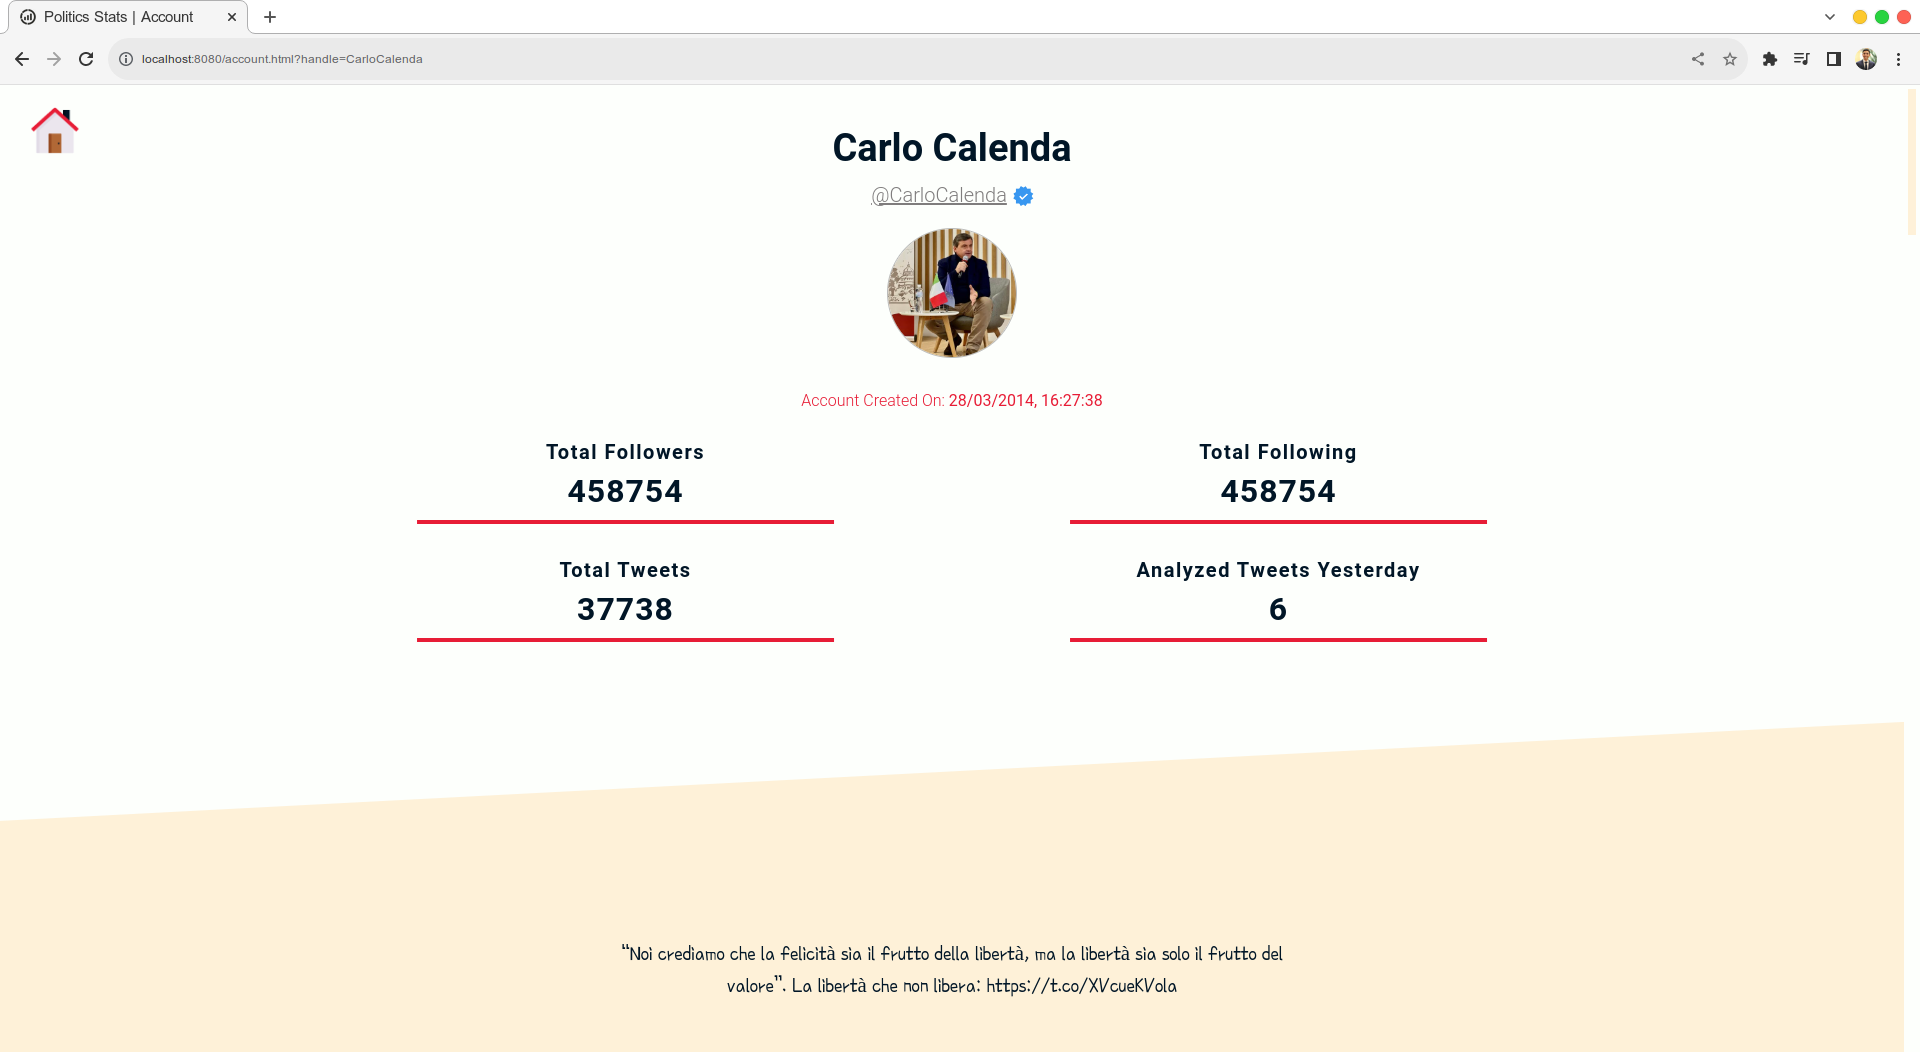 Politics Stats | Account
localhost:8080/account.html?handle=CarloCalenda
Carlo Calenda
@CarloCalenda
Account Created On: 28/03/2014, 16:27:38
Total Followers
458754
Total Following
458754
Total Tweets
37738
Analyzed Tweets Yesterday
6
“Noi crediamo che la felicità sia il frutto della libertà, ma la libertà sia solo il frutto del
valore”. La libertà che non libera: https://t.co/XVcueKVola